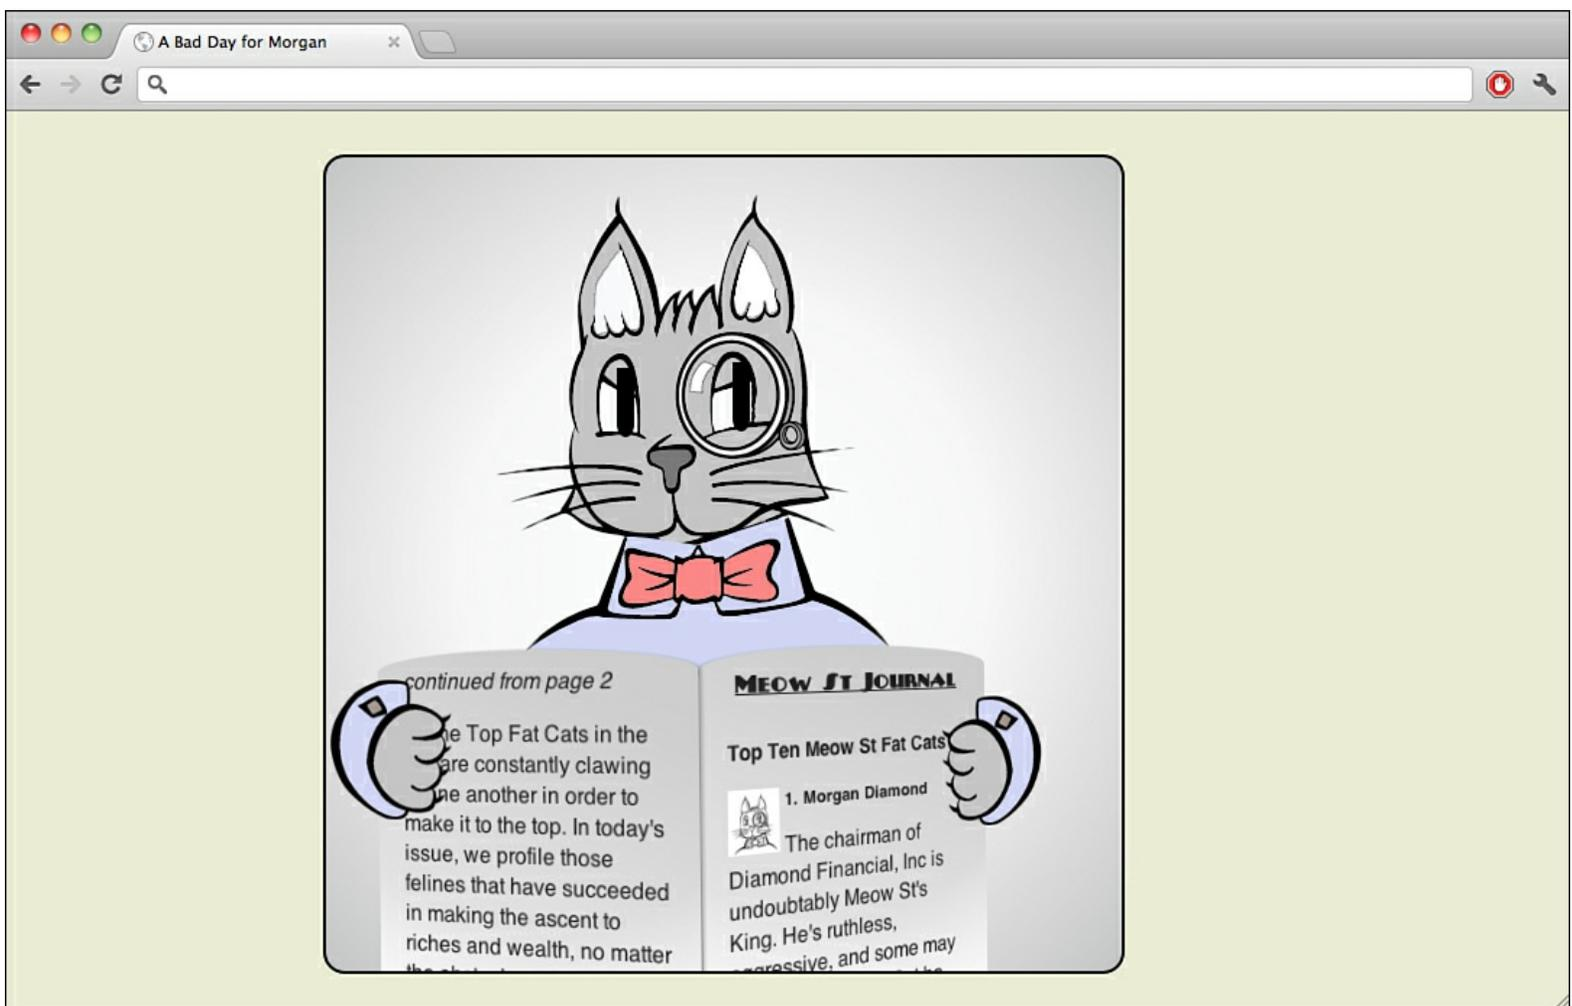 A Bad Day for Morgan
continued from page 2
Top Fat Cats in the
are constantly clawing
another in order to
make it to the top. In today's
issue, we profile those
felines that have succeeded
in making the ascent to
riches and wealth, no matter
MEOW ST JOURNAL
Top Ten Meow St Fat Cats
1. Morgan Diamond
The chairman of
Diamond Financial, Inc is
undoubtably Meow St's
King. He's ruthless,
aggressive, and some may